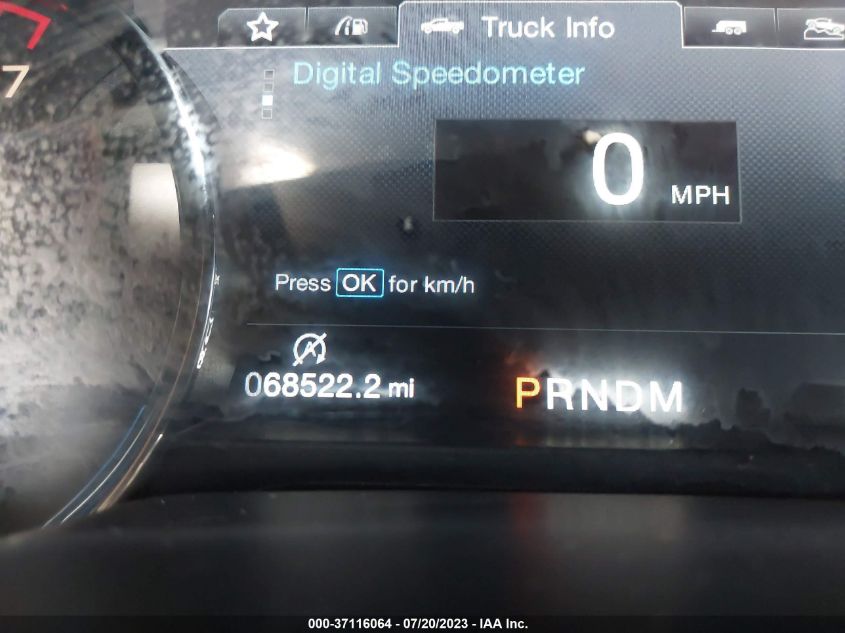 Truck Info
7
Digital Speedometer
0 MPH
Press OK for km/h
A
068522.2 mi
PRNDM
000-37116064 - 07/20/2023 - IAA Inc.